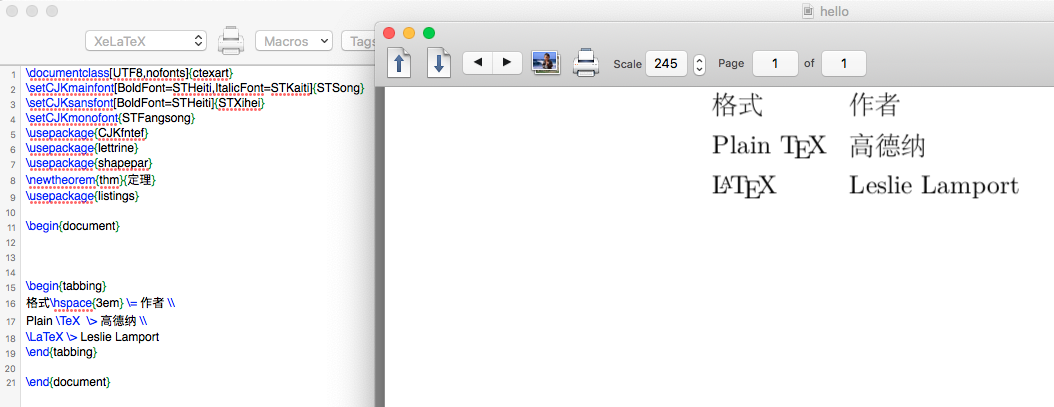 hello
XeLaTeX
Macros
Tags
Scale 245 Page 1 of 1
1 \documentclass[UTF8,nofonts]{ctexart}
2 \setCJKmainfont[BoldFont=STHeiti,ItalicFont=STKaiti]{STSong}
3 \setCJKsansfont[BoldFont=STHeiti]{STXihei}
4 \setCJKmonofont{STFangsong}
5 \usepackage{CJKfntef}
6 \usepackage{lettrine}
7 \usepackage{shapepar}
8 \newtheorem{thm}{定理}
9 \usepackage{listings}
10
11 \begin{document}
12
13
14
15 \begin{tabbing}
16 格式\hspace{3em} \= 作者 \\
17 Plain \TeX  \> 高德纳 \\
18 \LaTeX \> Leslie Lamport
19 \end{tabbing}
20
21 \end{document}
格式 作者
Plain TEX 高德纳
LATEX Leslie Lamport